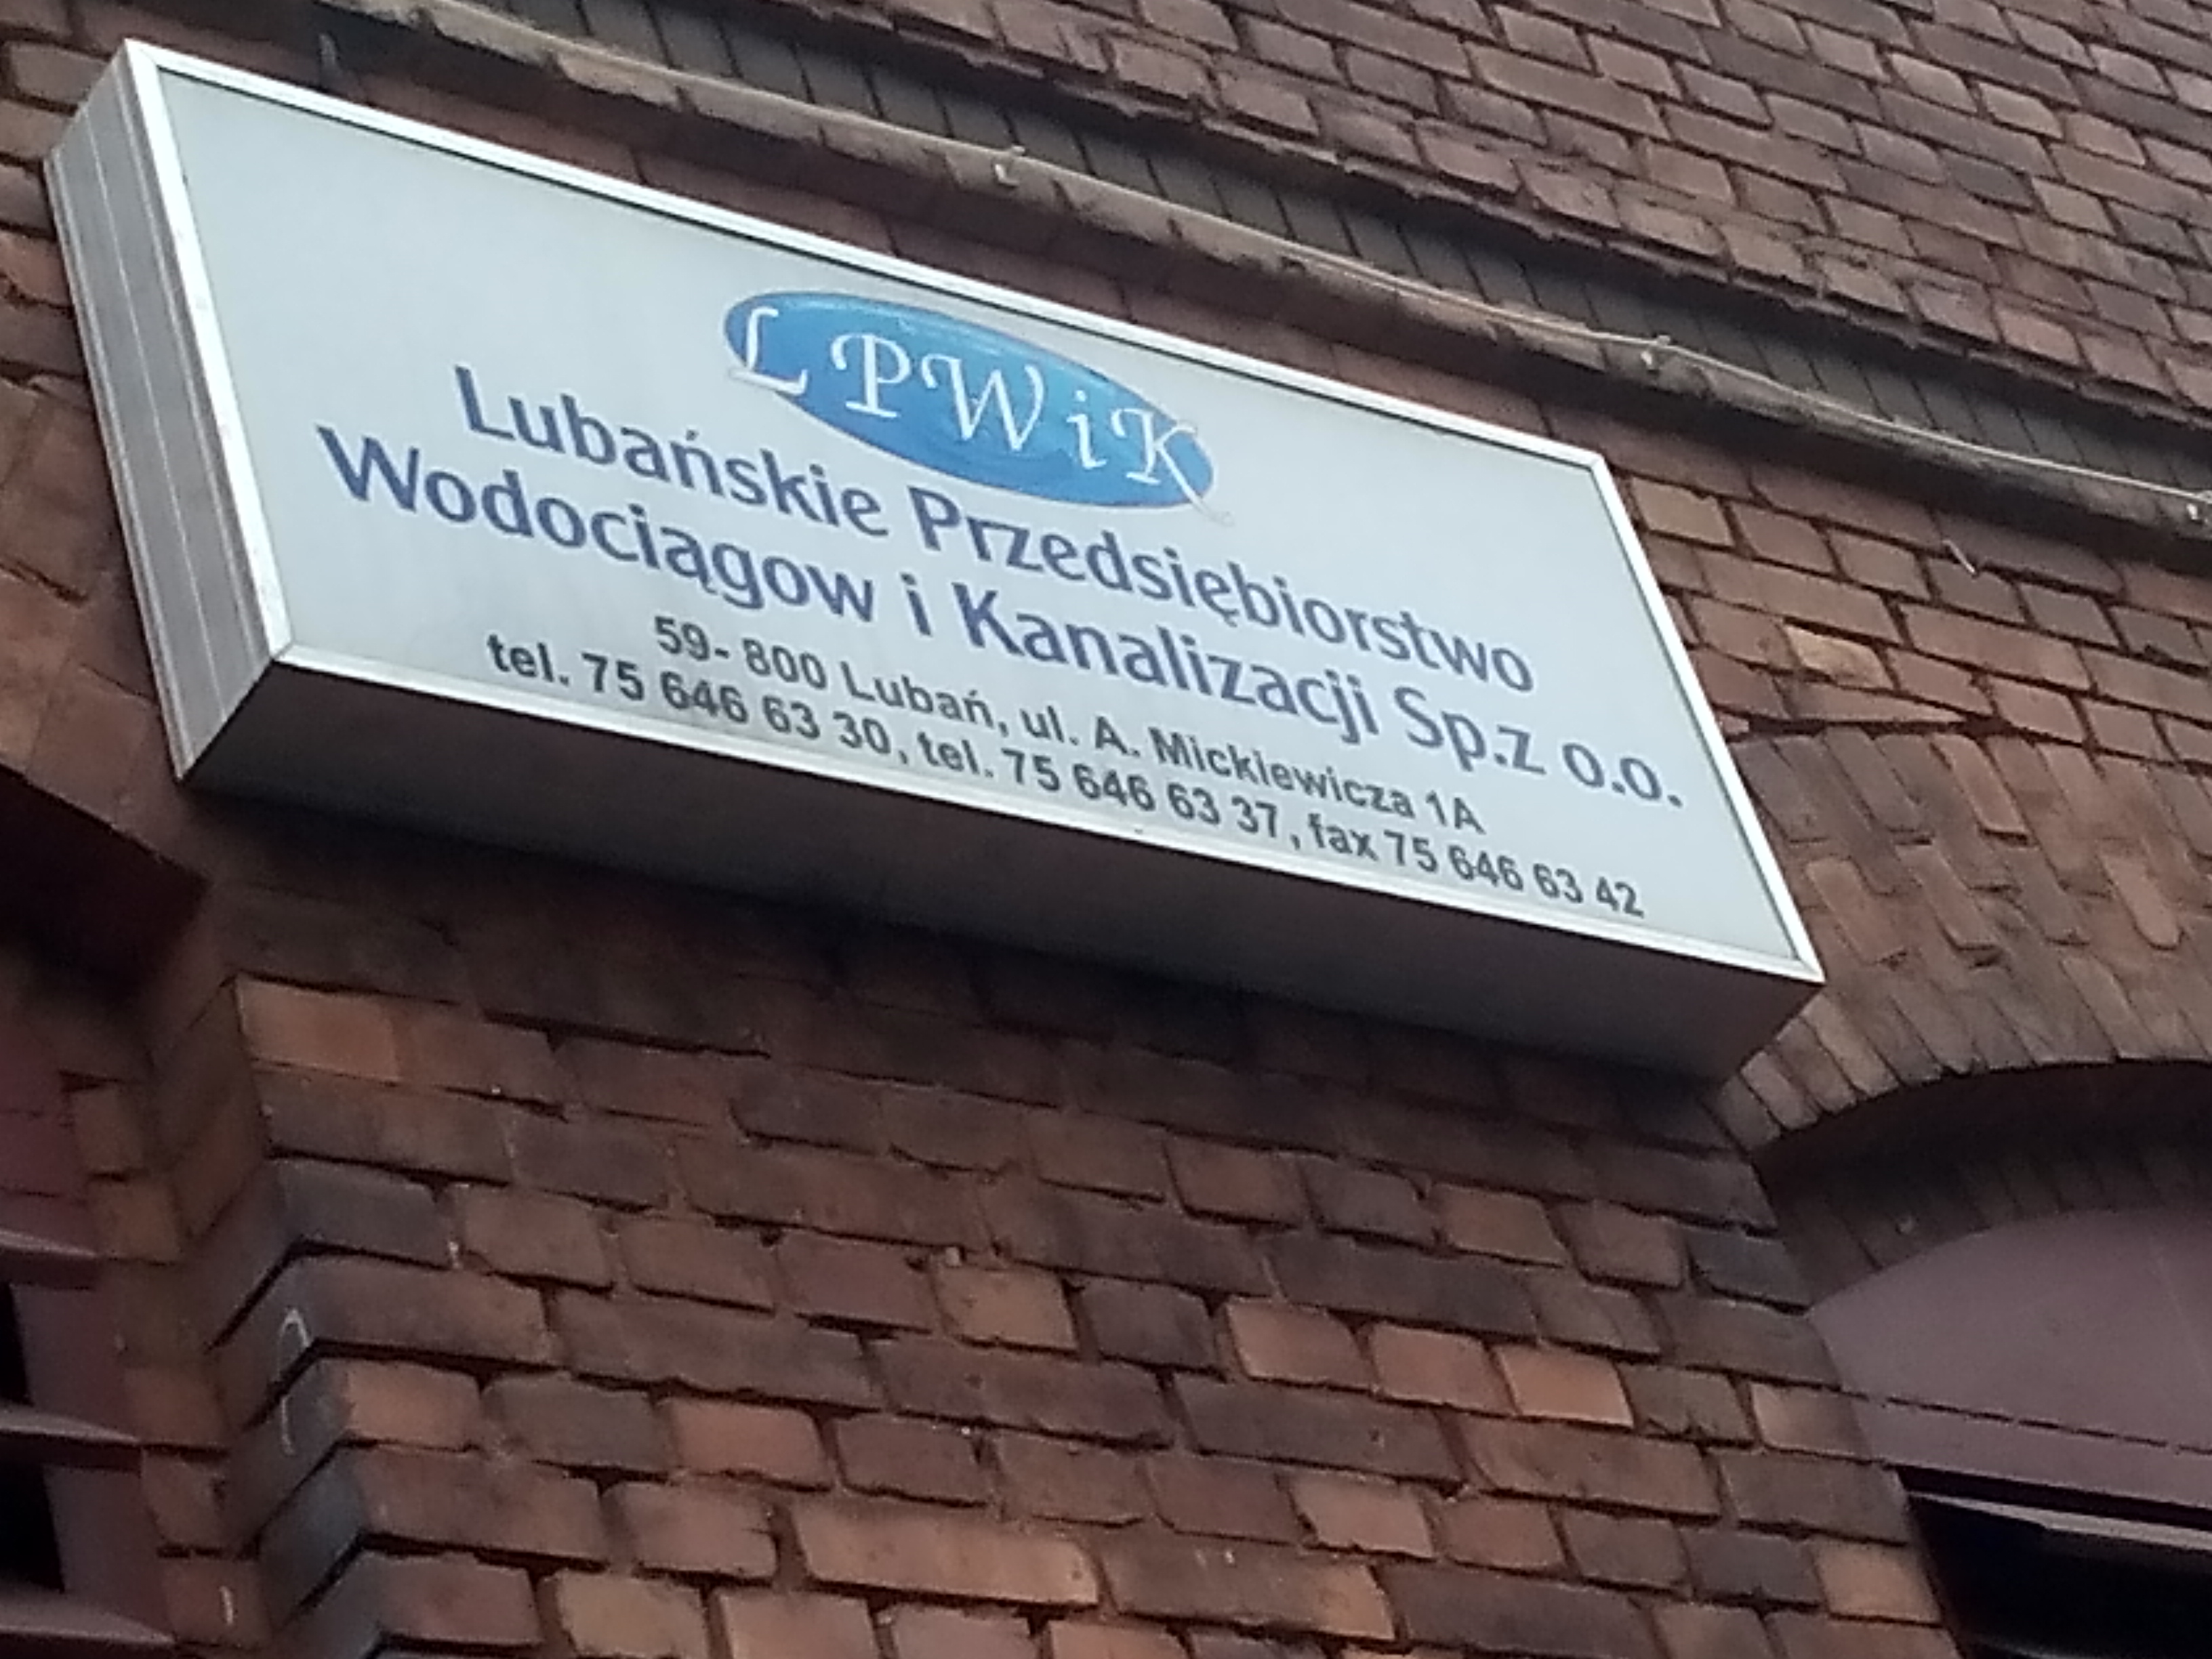 LPWiK
Lubańskie Przedsiębiorstwo
Wodociągow i Kanalizacji Sp.z o.o.
59- 800 Lubań, ul. A. Mickiewicza 1A
tel. 75 646 63 30, tel. 75 646 63 37, fax 75 646 63 42